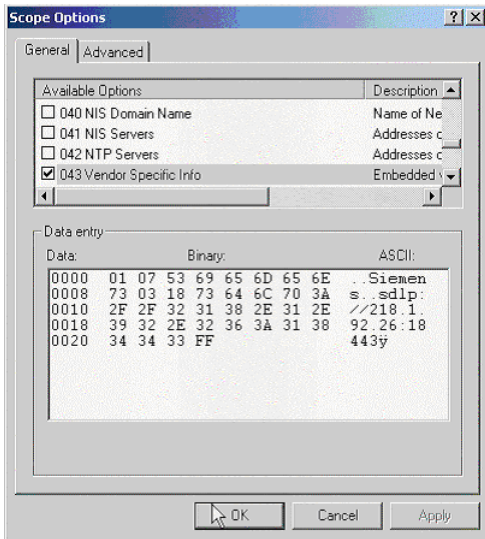 Scope Options
General Advanced
Available Options Description
040 NIS Domain Name Name of Ne
041 NIS Servers Addresses c
042 NTP Servers Addresses c
043 Vendor Specific Info Embedded v
Data entry
Data: Binary: ASCII:
0000 01 07 53 69 65 6D 65 6E ..Siemen
0008 73 03 18 73 64 6C 70 3A s..sdlp:
0010 2F 2F 32 31 38 2E 31 2E //218.1.
0018 39 32 2E 32 36 3A 31 38 92.26:18
0020 34 34 33 FF 443ÿ
OK Cancel Apply